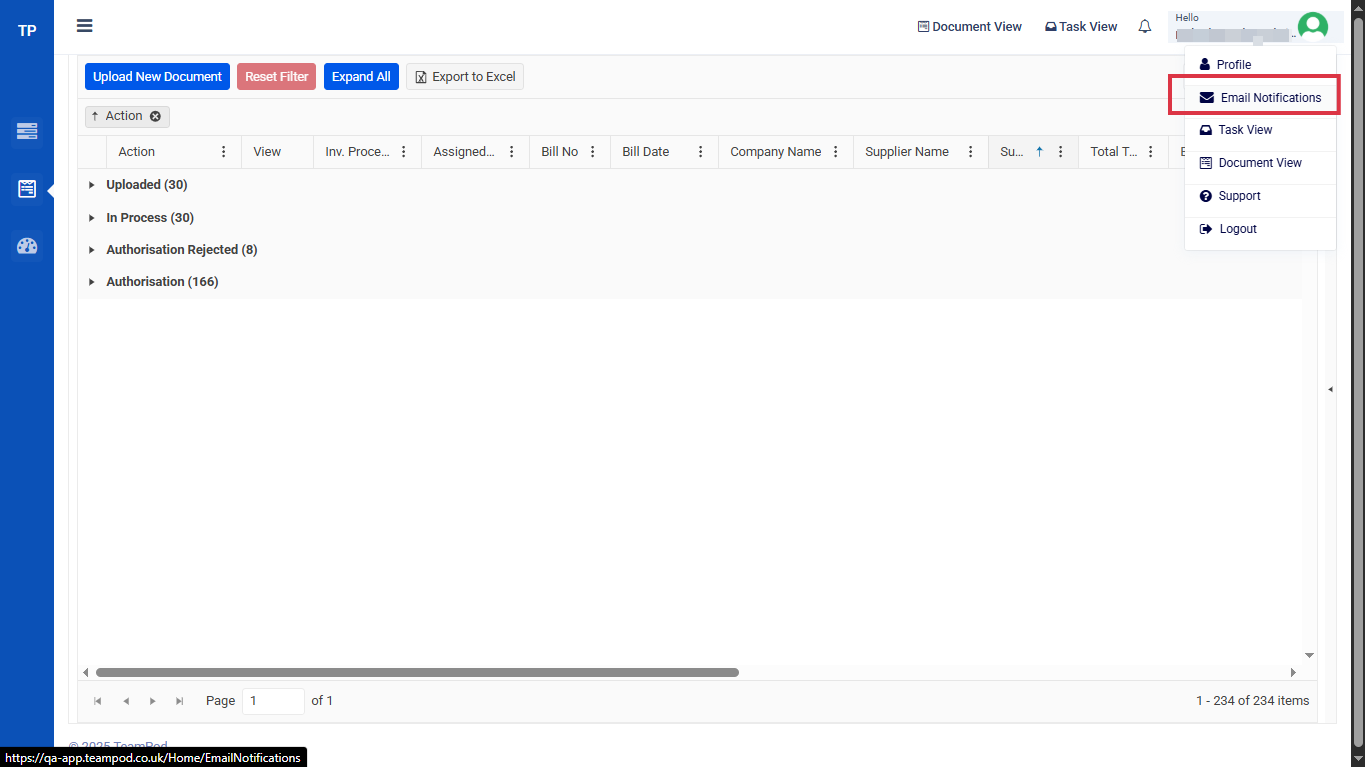 TP
Document View
Task View
Hello
Profile
Email Notifications
Task View
Document View
Support
Logout
Upload New Document
Reset Filter
Expand All
Export to Excel
Action
Action
View
Inv. Proce...
Assigned...
Bill No
Bill Date
Company Name
Supplier Name
Su...
Total T...
Uploaded (30)
In Process (30)
Authorisation Rejected (8)
Authorisation (166)
Page 1 of 1
1 - 234 of 234 items
© 2025 TeamPod
https://qa-app.teampod.co.uk/Home/EmailNotifications